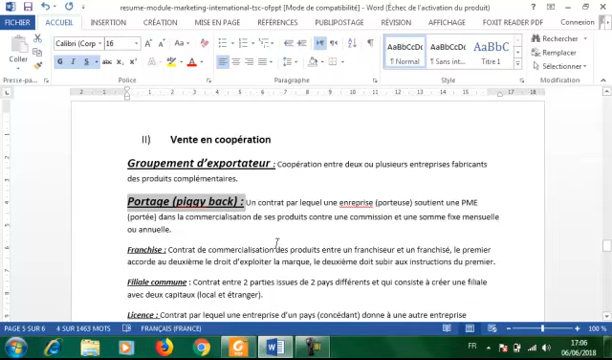 resume-module-marketing-international-tsc-ofppt [Mode de compatibilité] - Word (Échec de l'activation du produit)
FICHIER ACCUEIL INSERTION CRÉATION MISE EN PAGE RÉFÉRENCES PUBLIPOSTAGE RÉVISION AFFICHAGE FOXIT READER PDF Connexion
Coller
Calibri (Corp 16
G I S
AaBbCcDc AaBbCcDc AaBbC
¶ Normal ¶ Sans int... Titre 1
Rechercher
Remplacer
Sélectionner
Presse-pa... Police Paragraphe Style Modification
II) Vente en coopération
Groupement d'exportateur : Coopération entre deux ou plusieurs entreprises fabricants
des produits complémentaires.
Portage (piggy back) : Un contrat par lequel une enreprise (porteuse) soutient une PME
(portée) dans la commercialisation de ses produits contre une commission et une somme fixe mensuelle
ou annuelle.
Franchise : Contrat de commercialisation des produits entre un franchiseur et un franchisé, le premier
accorde au deuxième le droit d'exploiter la marque, le deuxième doit subir aux instructions du premier.
Filiale commune : Contrat entre 2 parties issues de 2 pays différents et qui consiste à créer une filiale
avec deux capitaux (local et étranger).
Licence : Contrat par lequel une entreprise d'un pays (concédant) donne à une autre entreprise
PAGE 5 SUR 6 4 SUR 1463 MOTS FRANÇAIS (FRANCE) 100 %
FR 17:06
06/06/2018